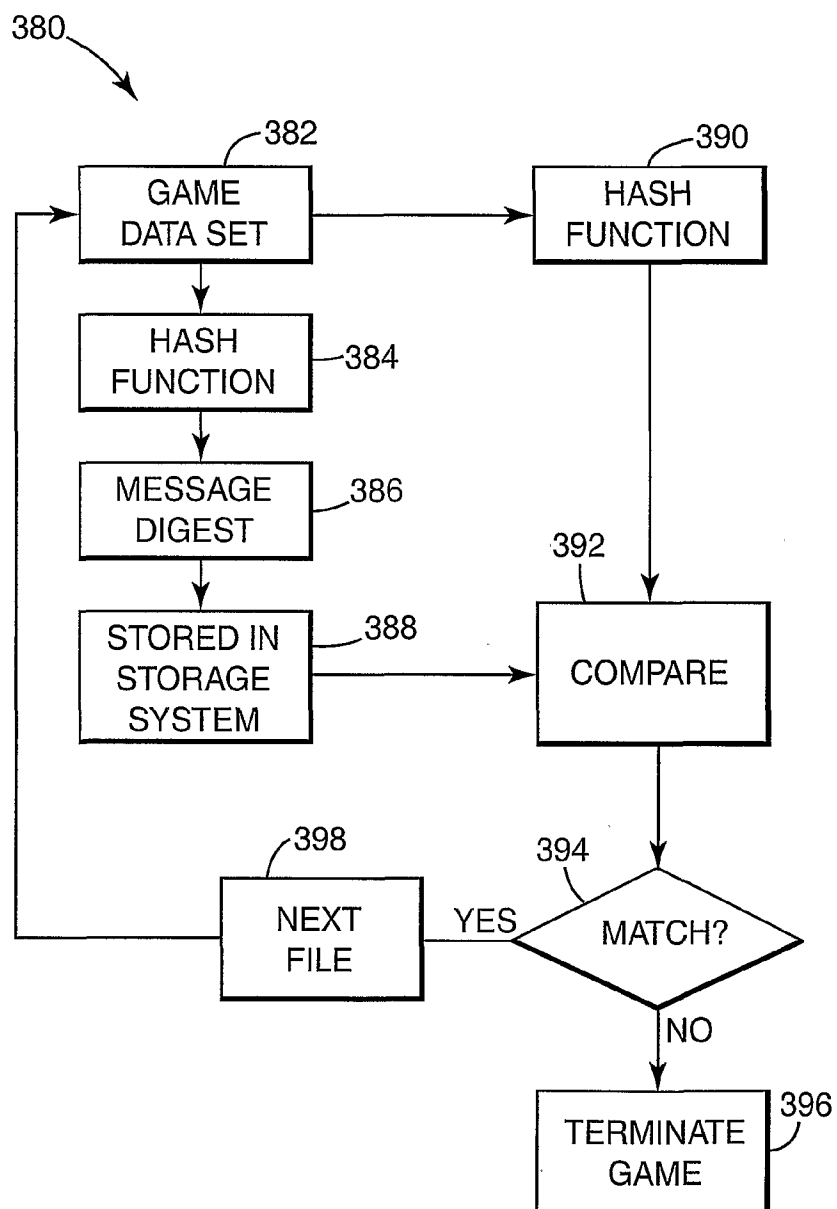 380
382
390
GAME
DATA SET
HASH
FUNCTION
HASH
FUNCTION
384
MESSAGE
DIGEST
386
392
STORED IN
STORAGE
SYSTEM
388
COMPARE
398
394
NEXT
FILE
YES
MATCH?
NO
396
TERMINATE
GAME